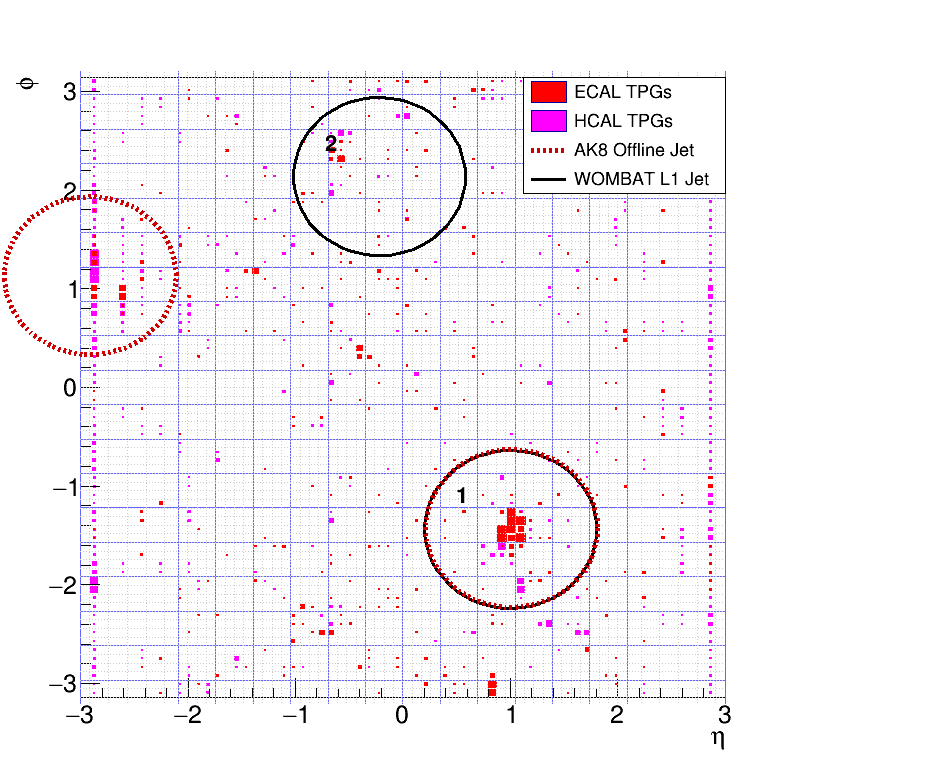 ϕ
3
2
1
0
−1
−2
−3
−3 −2 −1 0 1 2 3
η
ECAL TPGs
HCAL TPGs
AK8 Offline Jet
WOMBAT L1 Jet
2
1